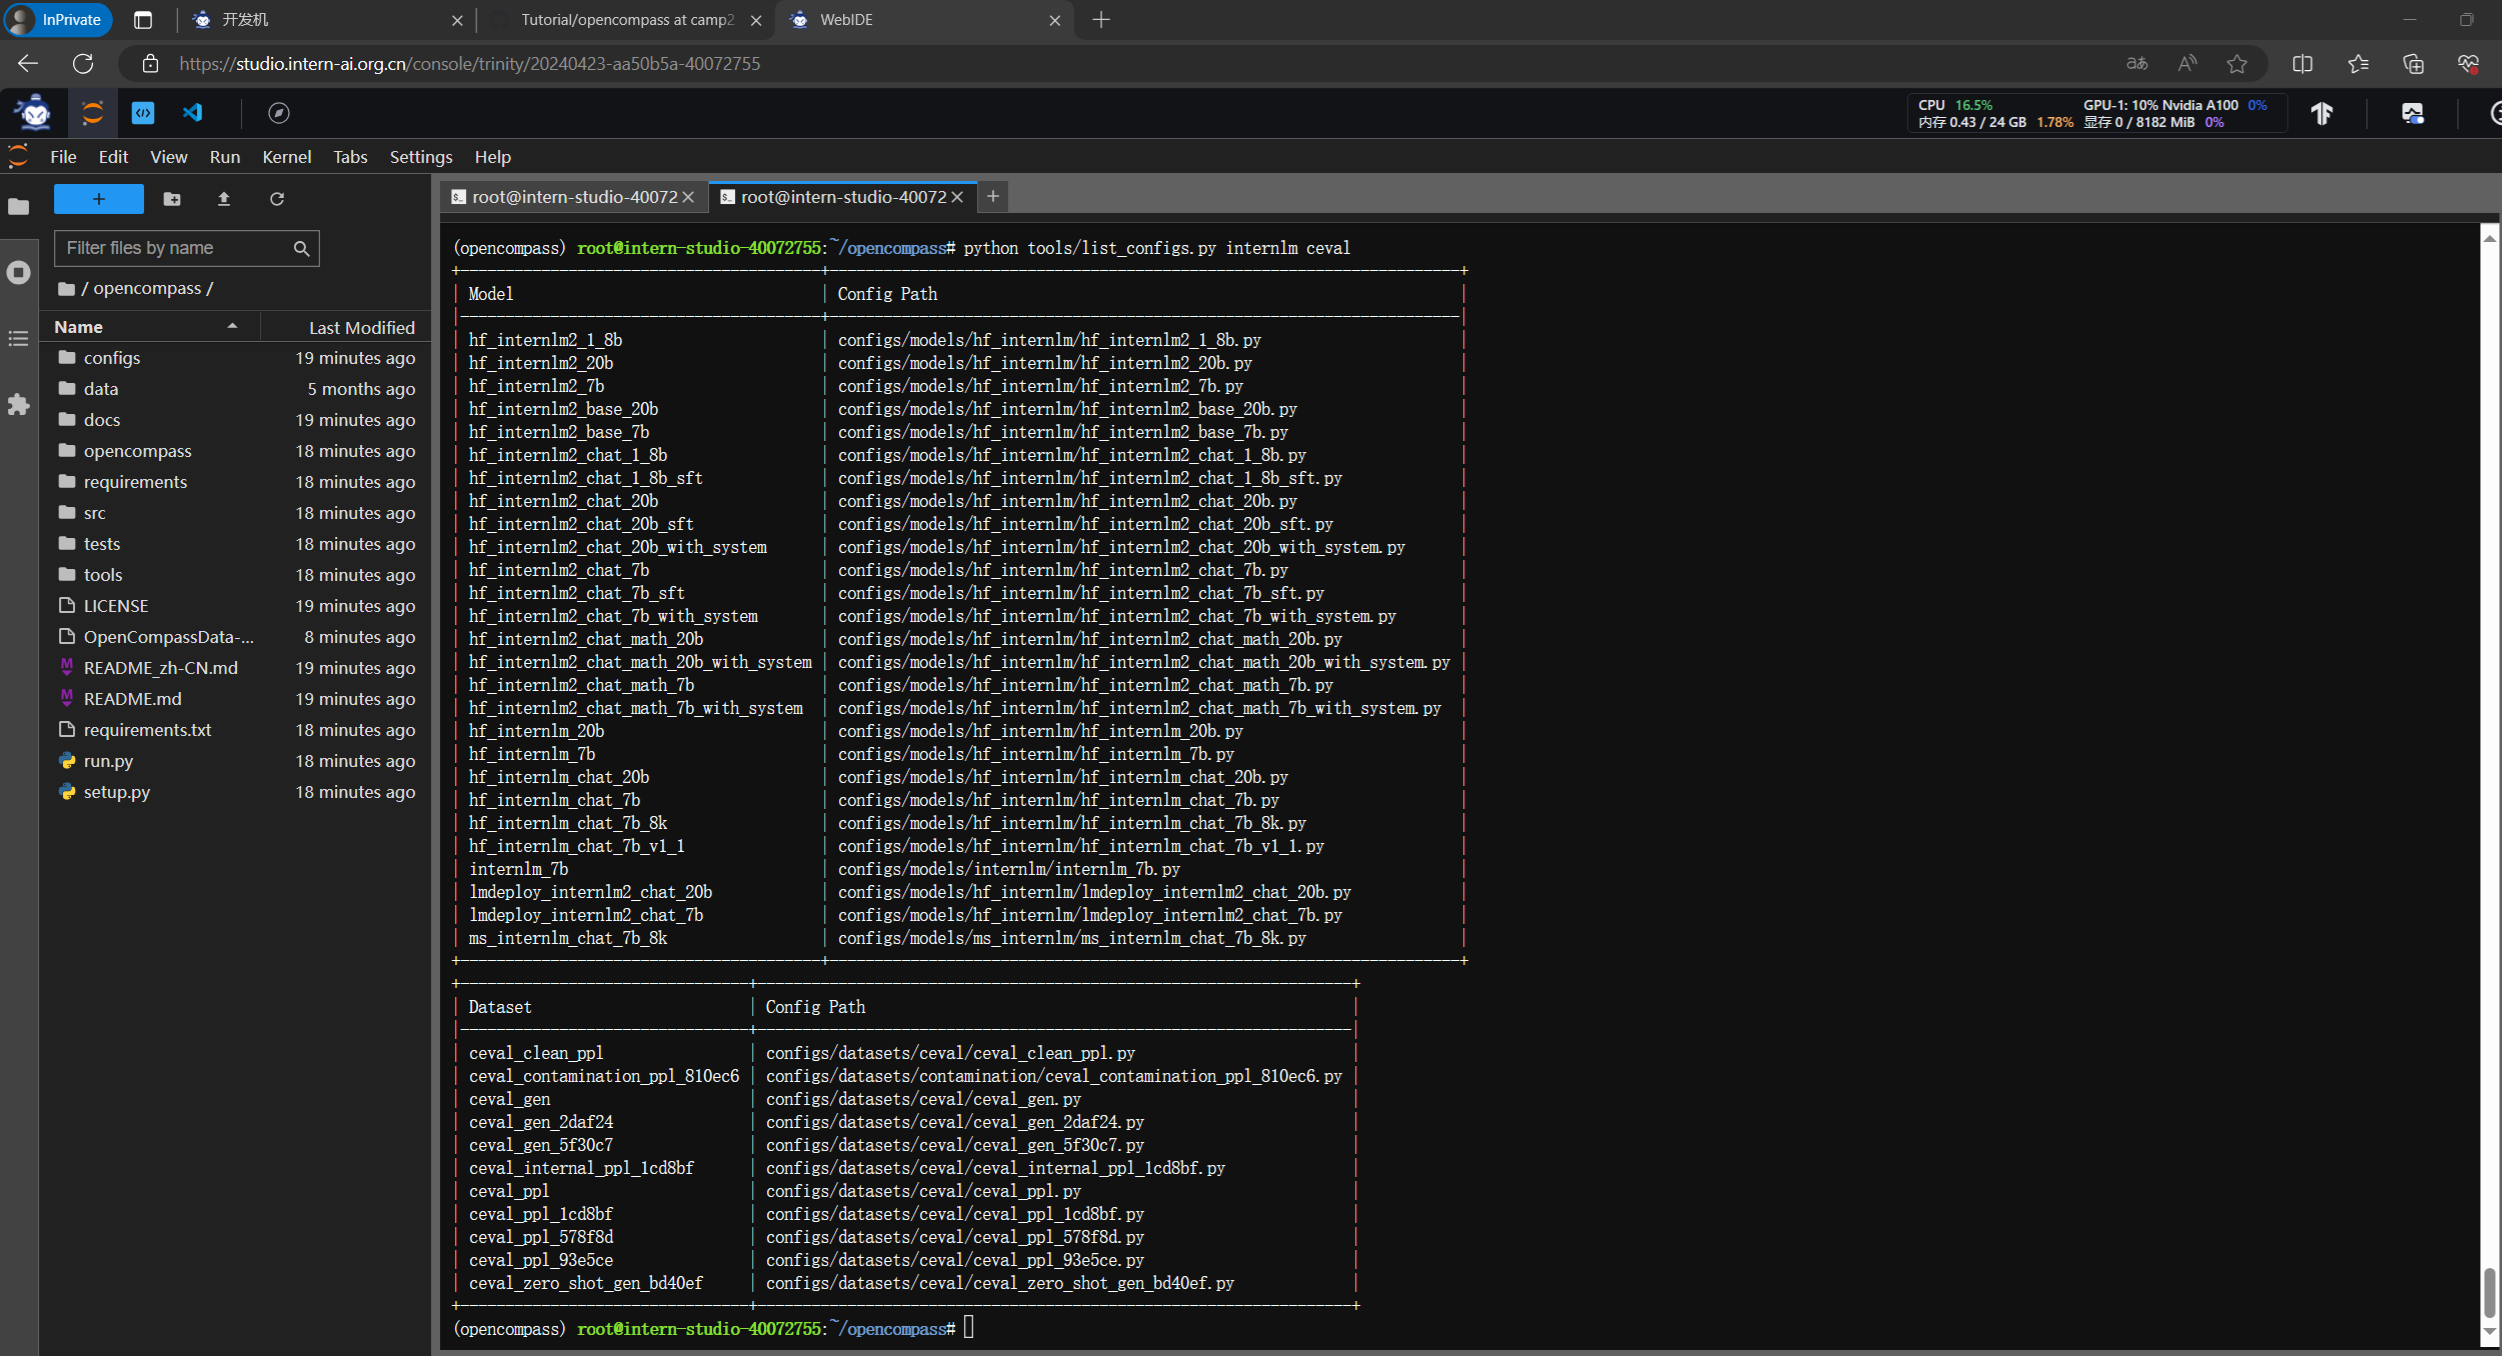 InPrivate
开发机
Tutorial/opencompass at camp2
WebIDE
https://studio.intern-ai.org.cn/console/trinity/20240423-aa50b5a-40072755
CPU 16.5% GPU-1: 10% Nvidia A100 0%
内存 0.43 / 24 GB 1.78% 显存 0 / 8182 MiB 0%
File Edit View Run Kernel Tabs Settings Help
root@intern-studio-40072
root@intern-studio-40072
Filter files by name
/ opencompass /
Name Last Modified
configs 19 minutes ago
data 5 months ago
docs 19 minutes ago
opencompass 18 minutes ago
requirements 18 minutes ago
src 18 minutes ago
tests 18 minutes ago
tools 18 minutes ago
LICENSE 19 minutes ago
OpenCompassData-... 8 minutes ago
README_zh-CN.md 19 minutes ago
README.md 19 minutes ago
requirements.txt 18 minutes ago
run.py 18 minutes ago
setup.py 18 minutes ago
(opencompass) root@intern-studio-40072755:~/opencompass# python tools/list_configs.py internlm ceval
Model Config Path
hf_internlm2_1_8b configs/models/hf_internlm/hf_internlm2_1_8b.py
hf_internlm2_20b configs/models/hf_internlm/hf_internlm2_20b.py
hf_internlm2_7b configs/models/hf_internlm/hf_internlm2_7b.py
hf_internlm2_base_20b configs/models/hf_internlm/hf_internlm2_base_20b.py
hf_internlm2_base_7b configs/models/hf_internlm/hf_internlm2_base_7b.py
hf_internlm2_chat_1_8b configs/models/hf_internlm/hf_internlm2_chat_1_8b.py
hf_internlm2_chat_1_8b_sft configs/models/hf_internlm/hf_internlm2_chat_1_8b_sft.py
hf_internlm2_chat_20b configs/models/hf_internlm/hf_internlm2_chat_20b.py
hf_internlm2_chat_20b_sft configs/models/hf_internlm/hf_internlm2_chat_20b_sft.py
hf_internlm2_chat_20b_with_system configs/models/hf_internlm/hf_internlm2_chat_20b_with_system.py
hf_internlm2_chat_7b configs/models/hf_internlm/hf_internlm2_chat_7b.py
hf_internlm2_chat_7b_sft configs/models/hf_internlm/hf_internlm2_chat_7b_sft.py
hf_internlm2_chat_7b_with_system configs/models/hf_internlm/hf_internlm2_chat_7b_with_system.py
hf_internlm2_chat_math_20b configs/models/hf_internlm/hf_internlm2_chat_math_20b.py
hf_internlm2_chat_math_20b_with_system configs/models/hf_internlm/hf_internlm2_chat_math_20b_with_system.py
hf_internlm2_chat_math_7b configs/models/hf_internlm/hf_internlm2_chat_math_7b.py
hf_internlm2_chat_math_7b_with_system configs/models/hf_internlm/hf_internlm2_chat_math_7b_with_system.py
hf_internlm_20b configs/models/hf_internlm/hf_internlm_20b.py
hf_internlm_7b configs/models/hf_internlm/hf_internlm_7b.py
hf_internlm_chat_20b configs/models/hf_internlm/hf_internlm_chat_20b.py
hf_internlm_chat_7b configs/models/hf_internlm/hf_internlm_chat_7b.py
hf_internlm_chat_7b_8k configs/models/hf_internlm/hf_internlm_chat_7b_8k.py
hf_internlm_chat_7b_v1_1 configs/models/hf_internlm/hf_internlm_chat_7b_v1_1.py
internlm_7b configs/models/internlm/internlm_7b.py
lmdeploy_internlm2_chat_20b configs/models/hf_internlm/lmdeploy_internlm2_chat_20b.py
lmdeploy_internlm2_chat_7b configs/models/hf_internlm/lmdeploy_internlm2_chat_7b.py
ms_internlm_chat_7b_8k configs/models/ms_internlm/ms_internlm_chat_7b_8k.py
Dataset Config Path
ceval_clean_ppl configs/datasets/ceval/ceval_clean_ppl.py
ceval_contamination_ppl_810ec6 configs/datasets/contamination/ceval_contamination_ppl_810ec6.py
ceval_gen configs/datasets/ceval/ceval_gen.py
ceval_gen_2daf24 configs/datasets/ceval/ceval_gen_2daf24.py
ceval_gen_5f30c7 configs/datasets/ceval/ceval_gen_5f30c7.py
ceval_internal_ppl_1cd8bf configs/datasets/ceval/ceval_internal_ppl_1cd8bf.py
ceval_ppl configs/datasets/ceval/ceval_ppl.py
ceval_ppl_1cd8bf configs/datasets/ceval/ceval_ppl_1cd8bf.py
ceval_ppl_578f8d configs/datasets/ceval/ceval_ppl_578f8d.py
ceval_ppl_93e5ce configs/datasets/ceval/ceval_ppl_93e5ce.py
ceval_zero_shot_gen_bd40ef configs/datasets/ceval/ceval_zero_shot_gen_bd40ef.py
(opencompass) root@intern-studio-40072755:~/opencompass#